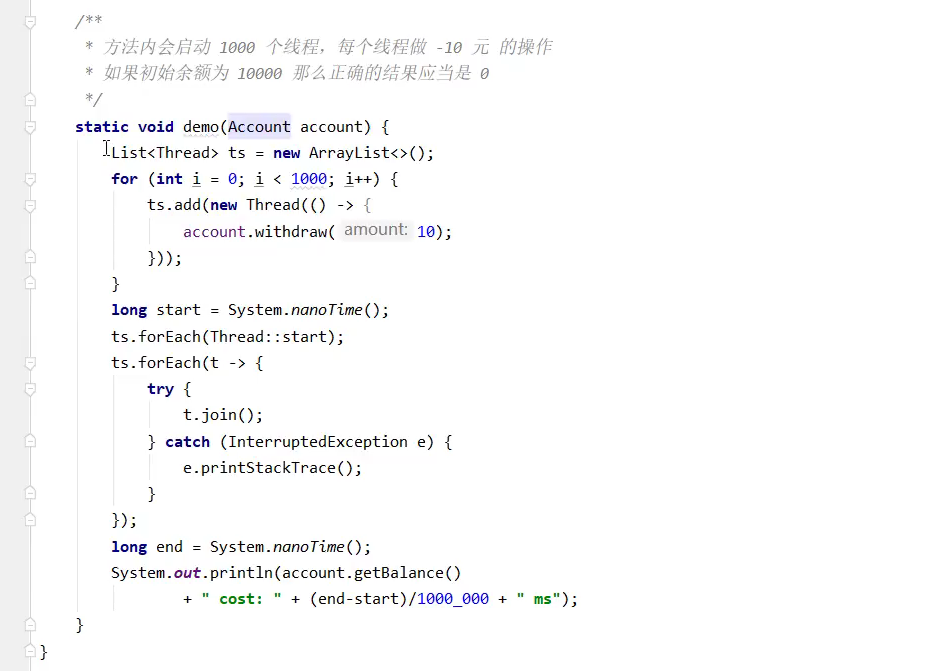 /**
 * 方法内会启动 1000 个线程，每个线程做 -10 元 的操作
 * 如果初始余额为 10000 那么正确的结果应当是 0
 */
static void demo(Account account) {
    List<Thread> ts = new ArrayList<>();
    for (int i = 0; i < 1000; i++) {
        ts.add(new Thread(() -> {
            account.withdraw( amount: 10);
        }));
    }
    long start = System.nanoTime();
    ts.forEach(Thread::start);
    ts.forEach(t -> {
        try {
            t.join();
        } catch (InterruptedException e) {
            e.printStackTrace();
        }
    });
    long end = System.nanoTime();
    System.out.println(account.getBalance()
            + " cost: " + (end-start)/1000_000 + " ms");
}
}